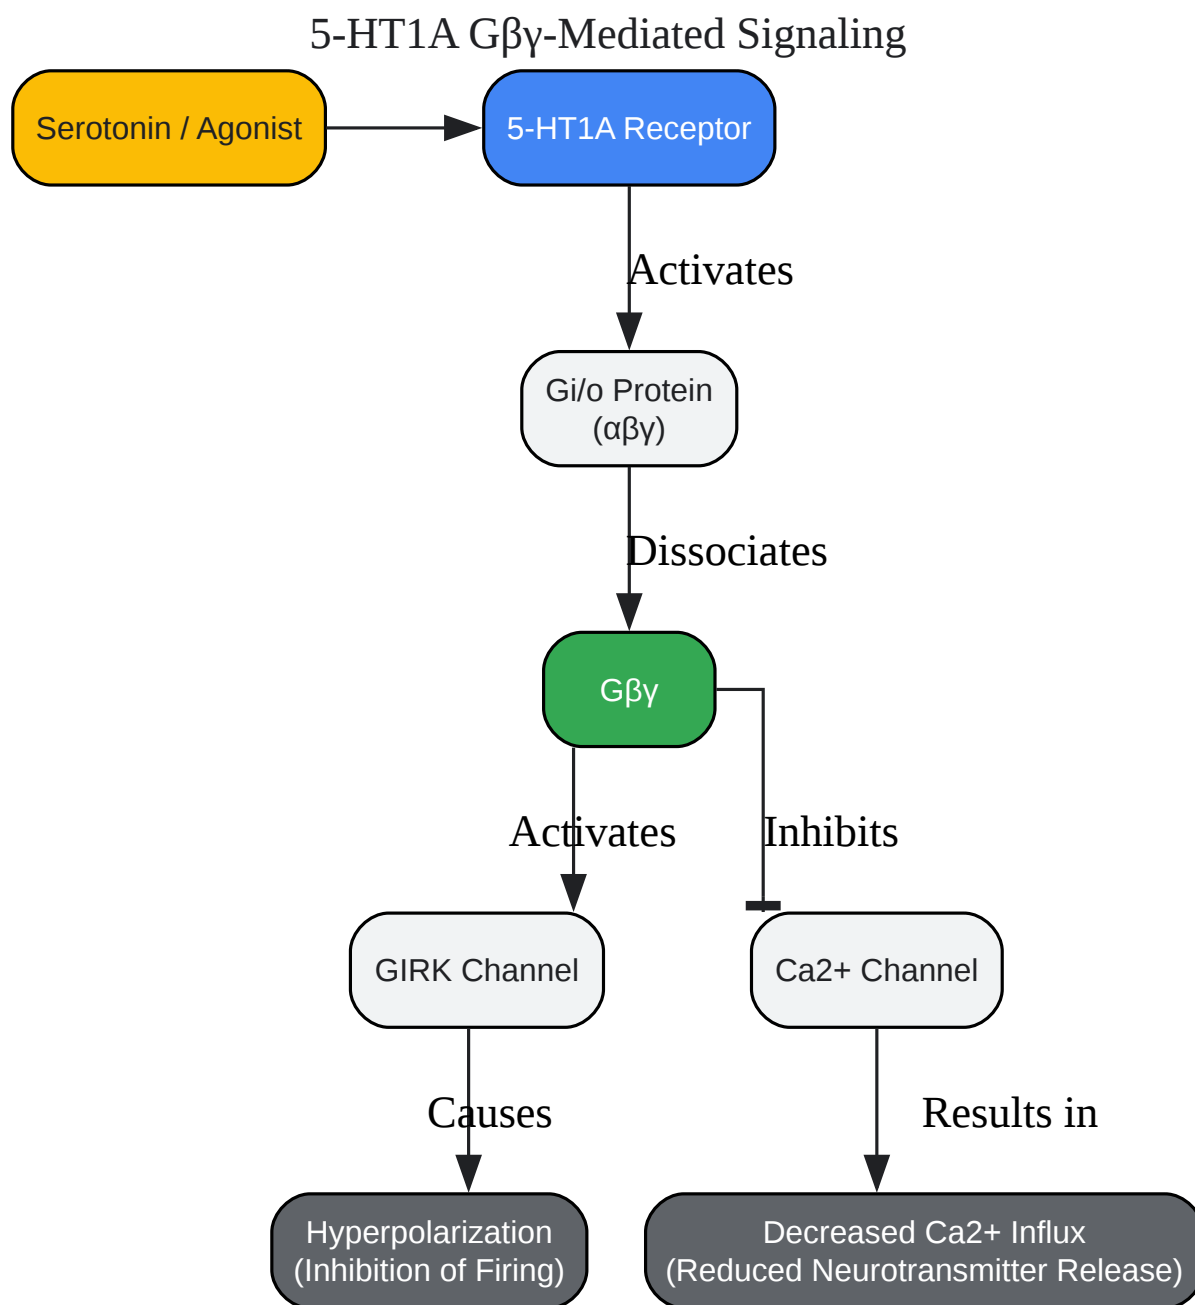 5-HT1A Gβγ-Mediated Signaling
Serotonin / Agonist
5-HT1A Receptor
Activates
Gi/o Protein
(αβγ)
Dissociates
Gβγ
Activates
Inhibits
GIRK Channel
Ca2+ Channel
Causes
Results in
Hyperpolarization
(Inhibition of Firing)
Decreased Ca2+ Influx
(Reduced Neurotransmitter Release)